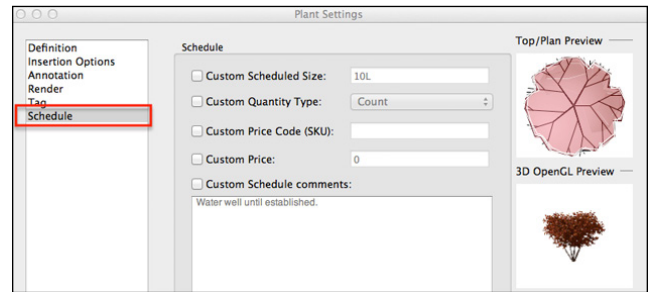 Plant Settings
Definition
Insertion Options
Annotation
Render
Tag
Schedule
Schedule
Custom Scheduled Size: 10L
Custom Quantity Type: Count
Custom Price Code (SKU):
Custom Price: 0
Custom Schedule comments:
Water well until established.
Top/Plan Preview
3D OpenGL Preview